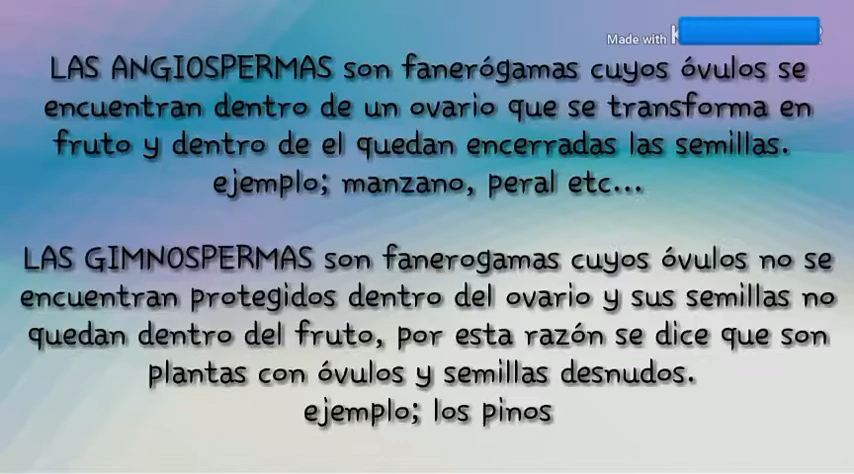 Made with
LAS ANGIOSPERMAS son fanerógamas cuyos óvulos se
encuentran dentro de un ovario que se transforma en
fruto y dentro de el quedan encerradas las semillas.
ejemplo; manzano, peral etc...
LAS GIMNOSPERMAS son fanerogamas cuyos óvulos no se
encuentran protegidos dentro del ovario y sus semillas no
quedan dentro del fruto, por esta razón se dice que son
plantas con óvulos y semillas desnudos.
ejemplo; los pinos